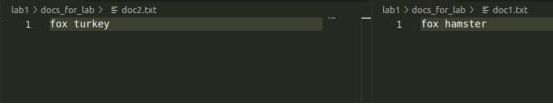 lab1 > docs_for_lab > doc2.txt
1 fox turkey
lab1 > docs_for_lab > doc1.txt
1 fox hamster